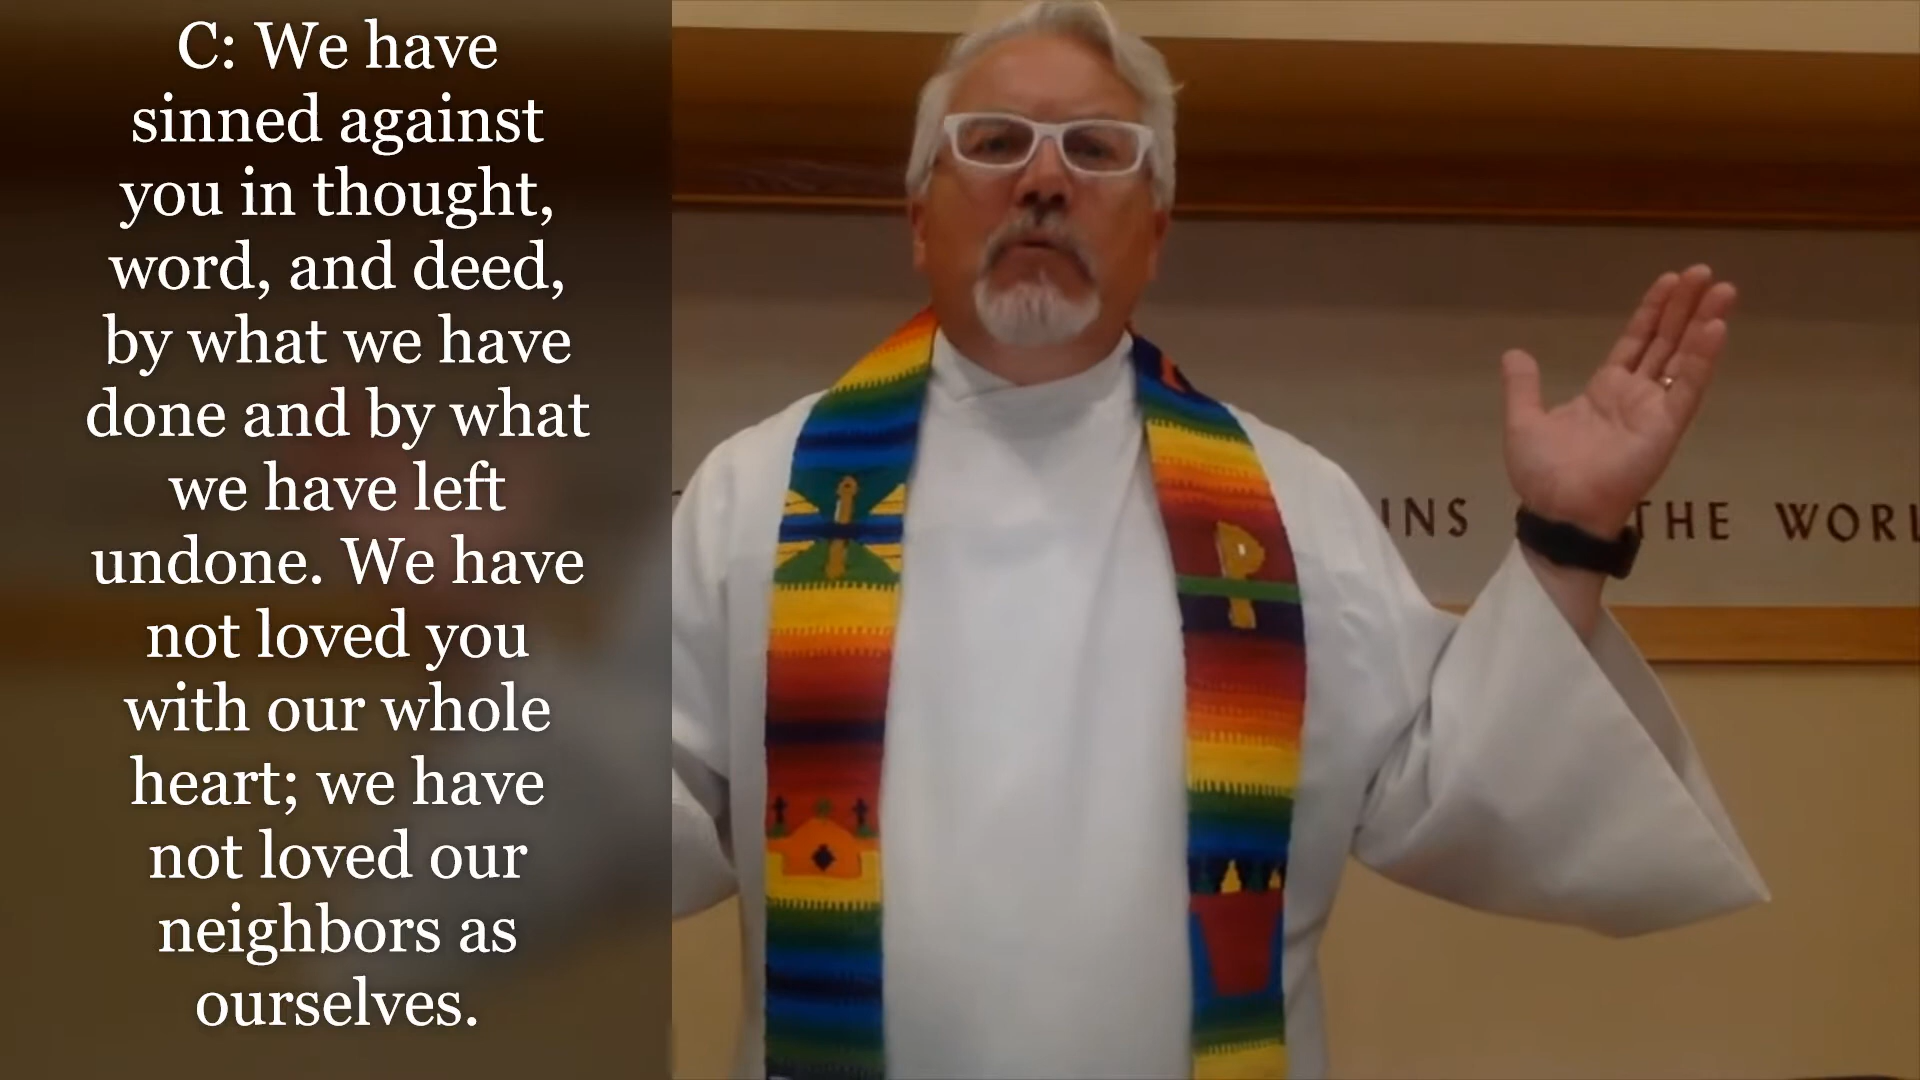 C: We have
sinned against
you in thought,
word, and deed,
by what we have
done and by what
we have left
undone. We have
not loved you
with our whole
heart; we have
not loved our
neighbors as
ourselves.
INS THE WORL